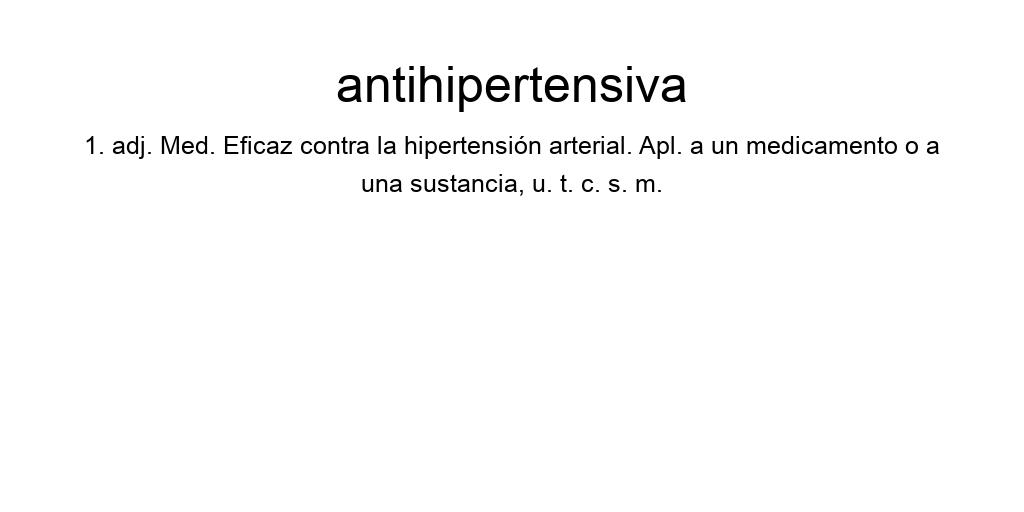 antihipertensiva
1. adj. Med. Eficaz contra la hipertensión arterial. Apl. a un medicamento o a
una sustancia, u. t. c. s. m.